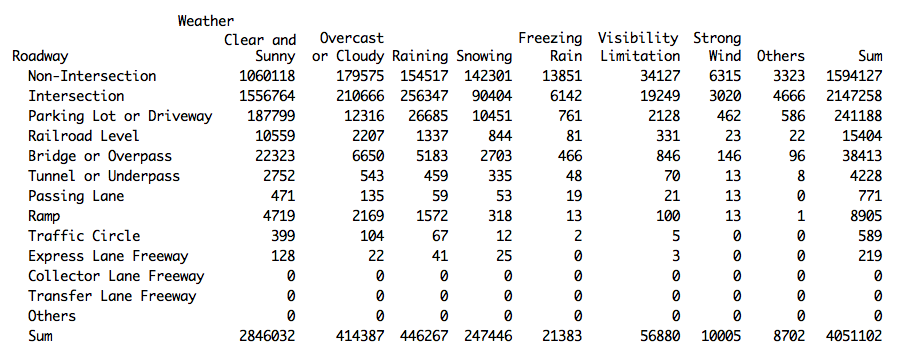 Weather
Clear and Overcast Freezing Visibility Strong
Roadway Sunny or Cloudy Raining Snowing Rain Limitation Wind Others Sum
Non-Intersection 1060118 179575 154517 142301 13851 34127 6315 3323 1594127
Intersection 1556764 210666 256347 90404 6142 19249 3020 4666 2147258
Parking Lot or Driveway 187799 12316 26685 10451 761 2128 462 586 241188
Railroad Level 10559 2207 1337 844 81 331 23 22 15404
Bridge or Overpass 22323 6650 5183 2703 466 846 146 96 38413
Tunnel or Underpass 2752 543 459 335 48 70 13 8 4228
Passing Lane 471 135 59 53 19 21 13 0 771
Ramp 4719 2169 1572 318 13 100 13 1 8905
Traffic Circle 399 104 67 12 2 5 0 0 589
Express Lane Freeway 128 22 41 25 0 3 0 0 219
Collector Lane Freeway 0 0 0 0 0 0 0 0 0
Transfer Lane Freeway 0 0 0 0 0 0 0 0 0
Others 0 0 0 0 0 0 0 0 0
Sum 2846032 414387 446267 247446 21383 56880 10005 8702 4051102